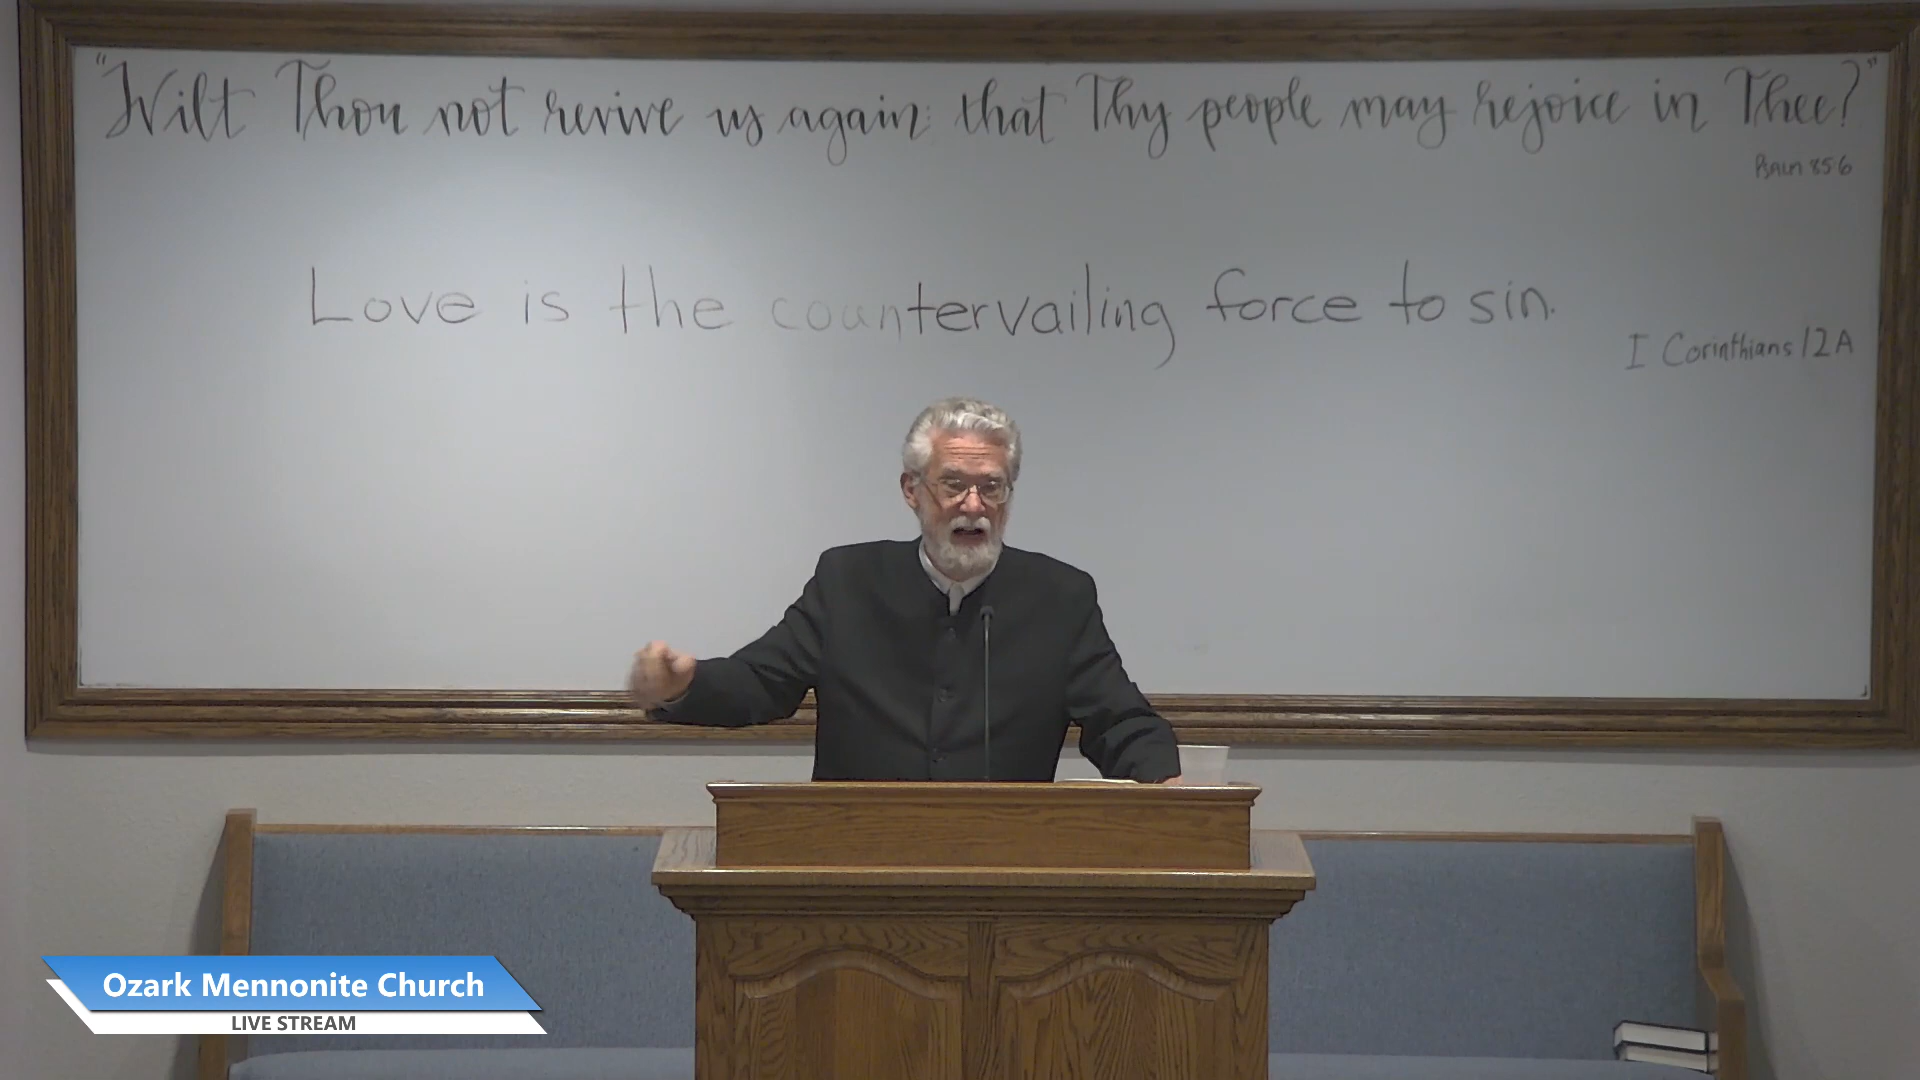 "Wilt Thou not revive us again: that Thy people may rejoice in Thee?"
Psalm 85:6
Love is the countervailing force to sin.
I Corinthians 12A
Ozark Mennonite Church
LIVE STREAM